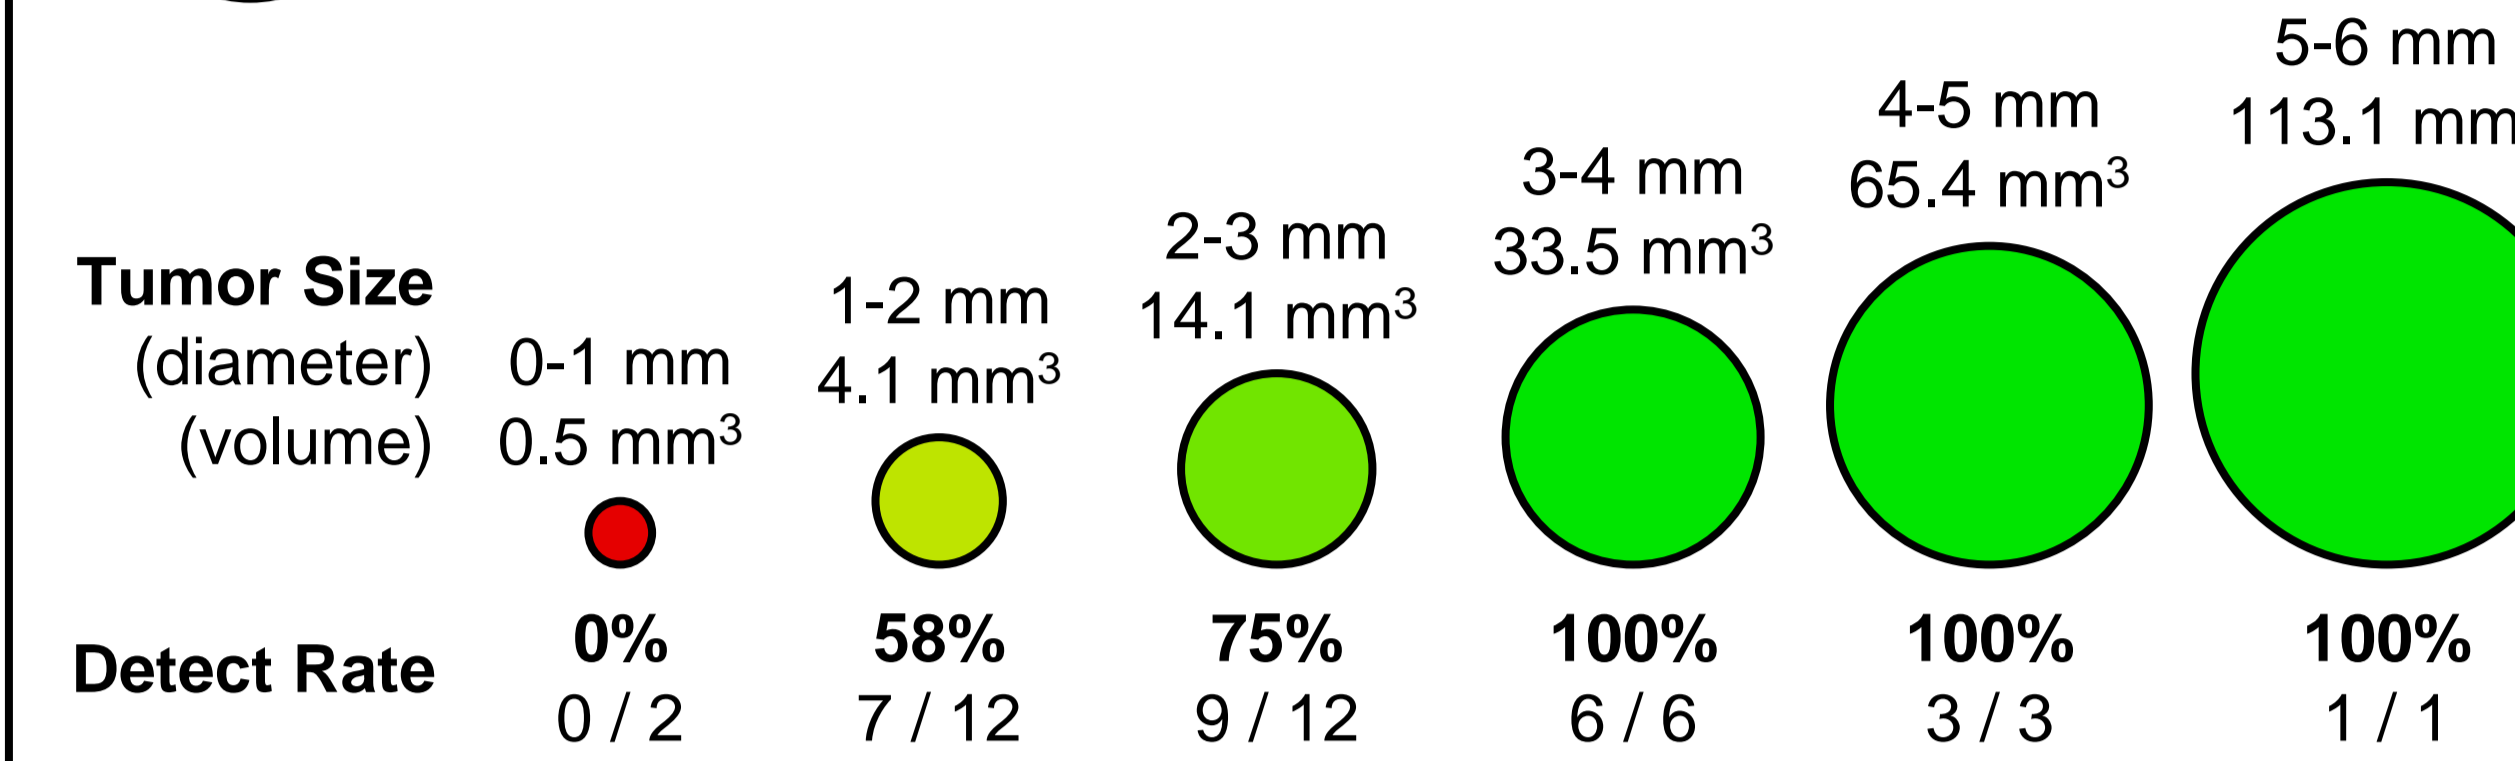 Tumor Size
(diameter)
(volume)
0-1 mm
0.5 mm³
1-2 mm
4.1 mm³
2-3 mm
14.1 mm³
3-4 mm
33.5 mm³
4-5 mm
65.4 mm³
5-6 mm
113.1 mm
Detect Rate
0%
0 / 2
58%
7 / 12
75%
9 / 12
100%
6 / 6
100%
3 / 3
100%
1 / 1